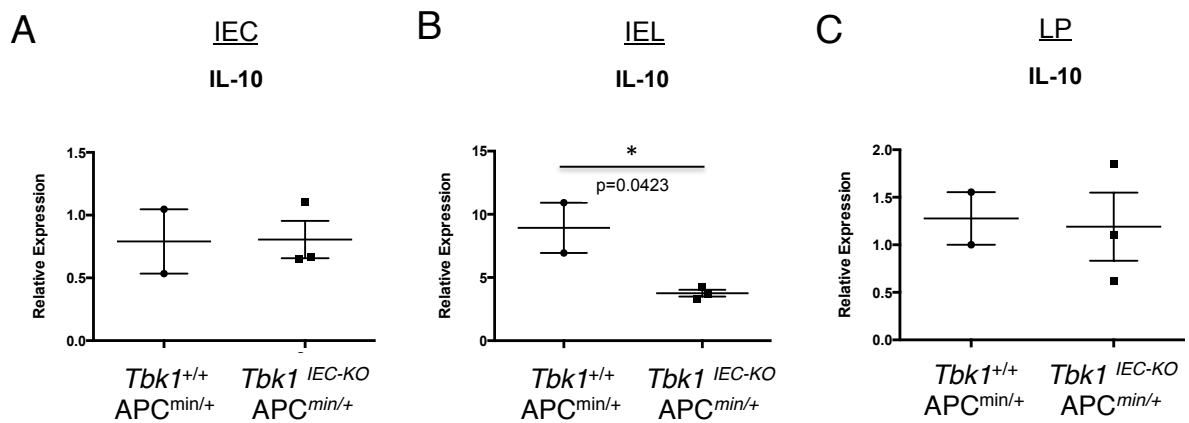 A
IEC
IL-10
Relative Expression
1.5
1.0
0.5
0.0
Tbk1+/+
APCmin/+
Tbk1 IEC-KO
APCmin/+
B
IEL
IL-10
Relative Expression
15
10
5
0
*
p=0.0423
Tbk1+/+
APCmin/+
Tbk1 IEC-KO
APCmin/+
C
LP
IL-10
Relative Expression
2.0
1.5
1.0
0.5
0.0
Tbk1+/+
APCmin/+
Tbk1 IEC-KO
APCmin/+